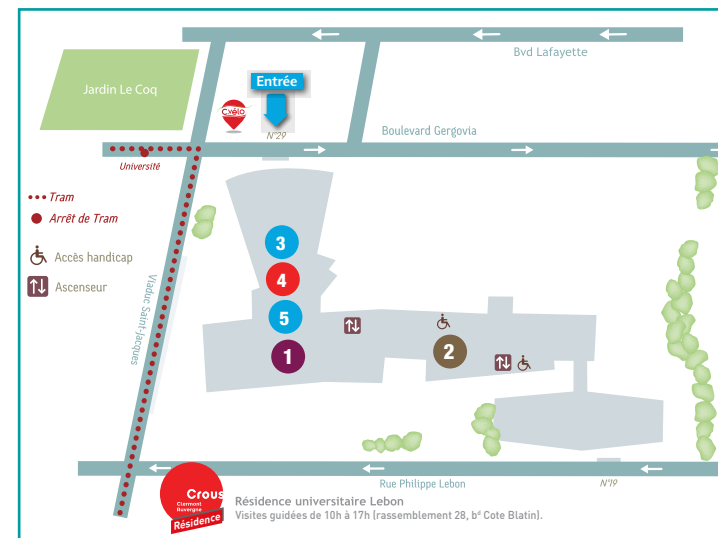 Bvd Lafayette
Jardin Le Coq
Entrée
C.vélo
N°29
Boulevard Gergovia
Université
Tram
Arrêt de Tram
Accès handicap
Ascenseur
Viaduc Saint-Jacques
3
4
5
1
2
Rue Philippe Lebon
N°19
Crous
Clermont
Auvergne
Résidence
Résidence universitaire Lebon
Visites guidées de 10h à 17h (rassemblement 28, bᵈ Cote Blatin).